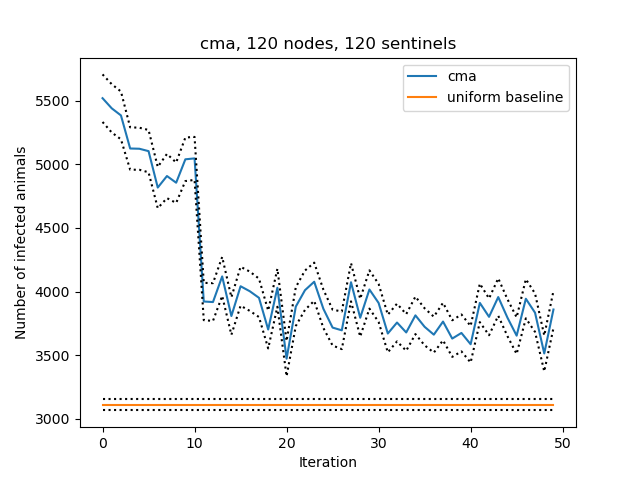 cma, 120 nodes, 120 sentinels
cma
uniform baseline
Number of infected animals
5500
5000
4500
4000
3500
3000
0 10 20 30 40 50
Iteration